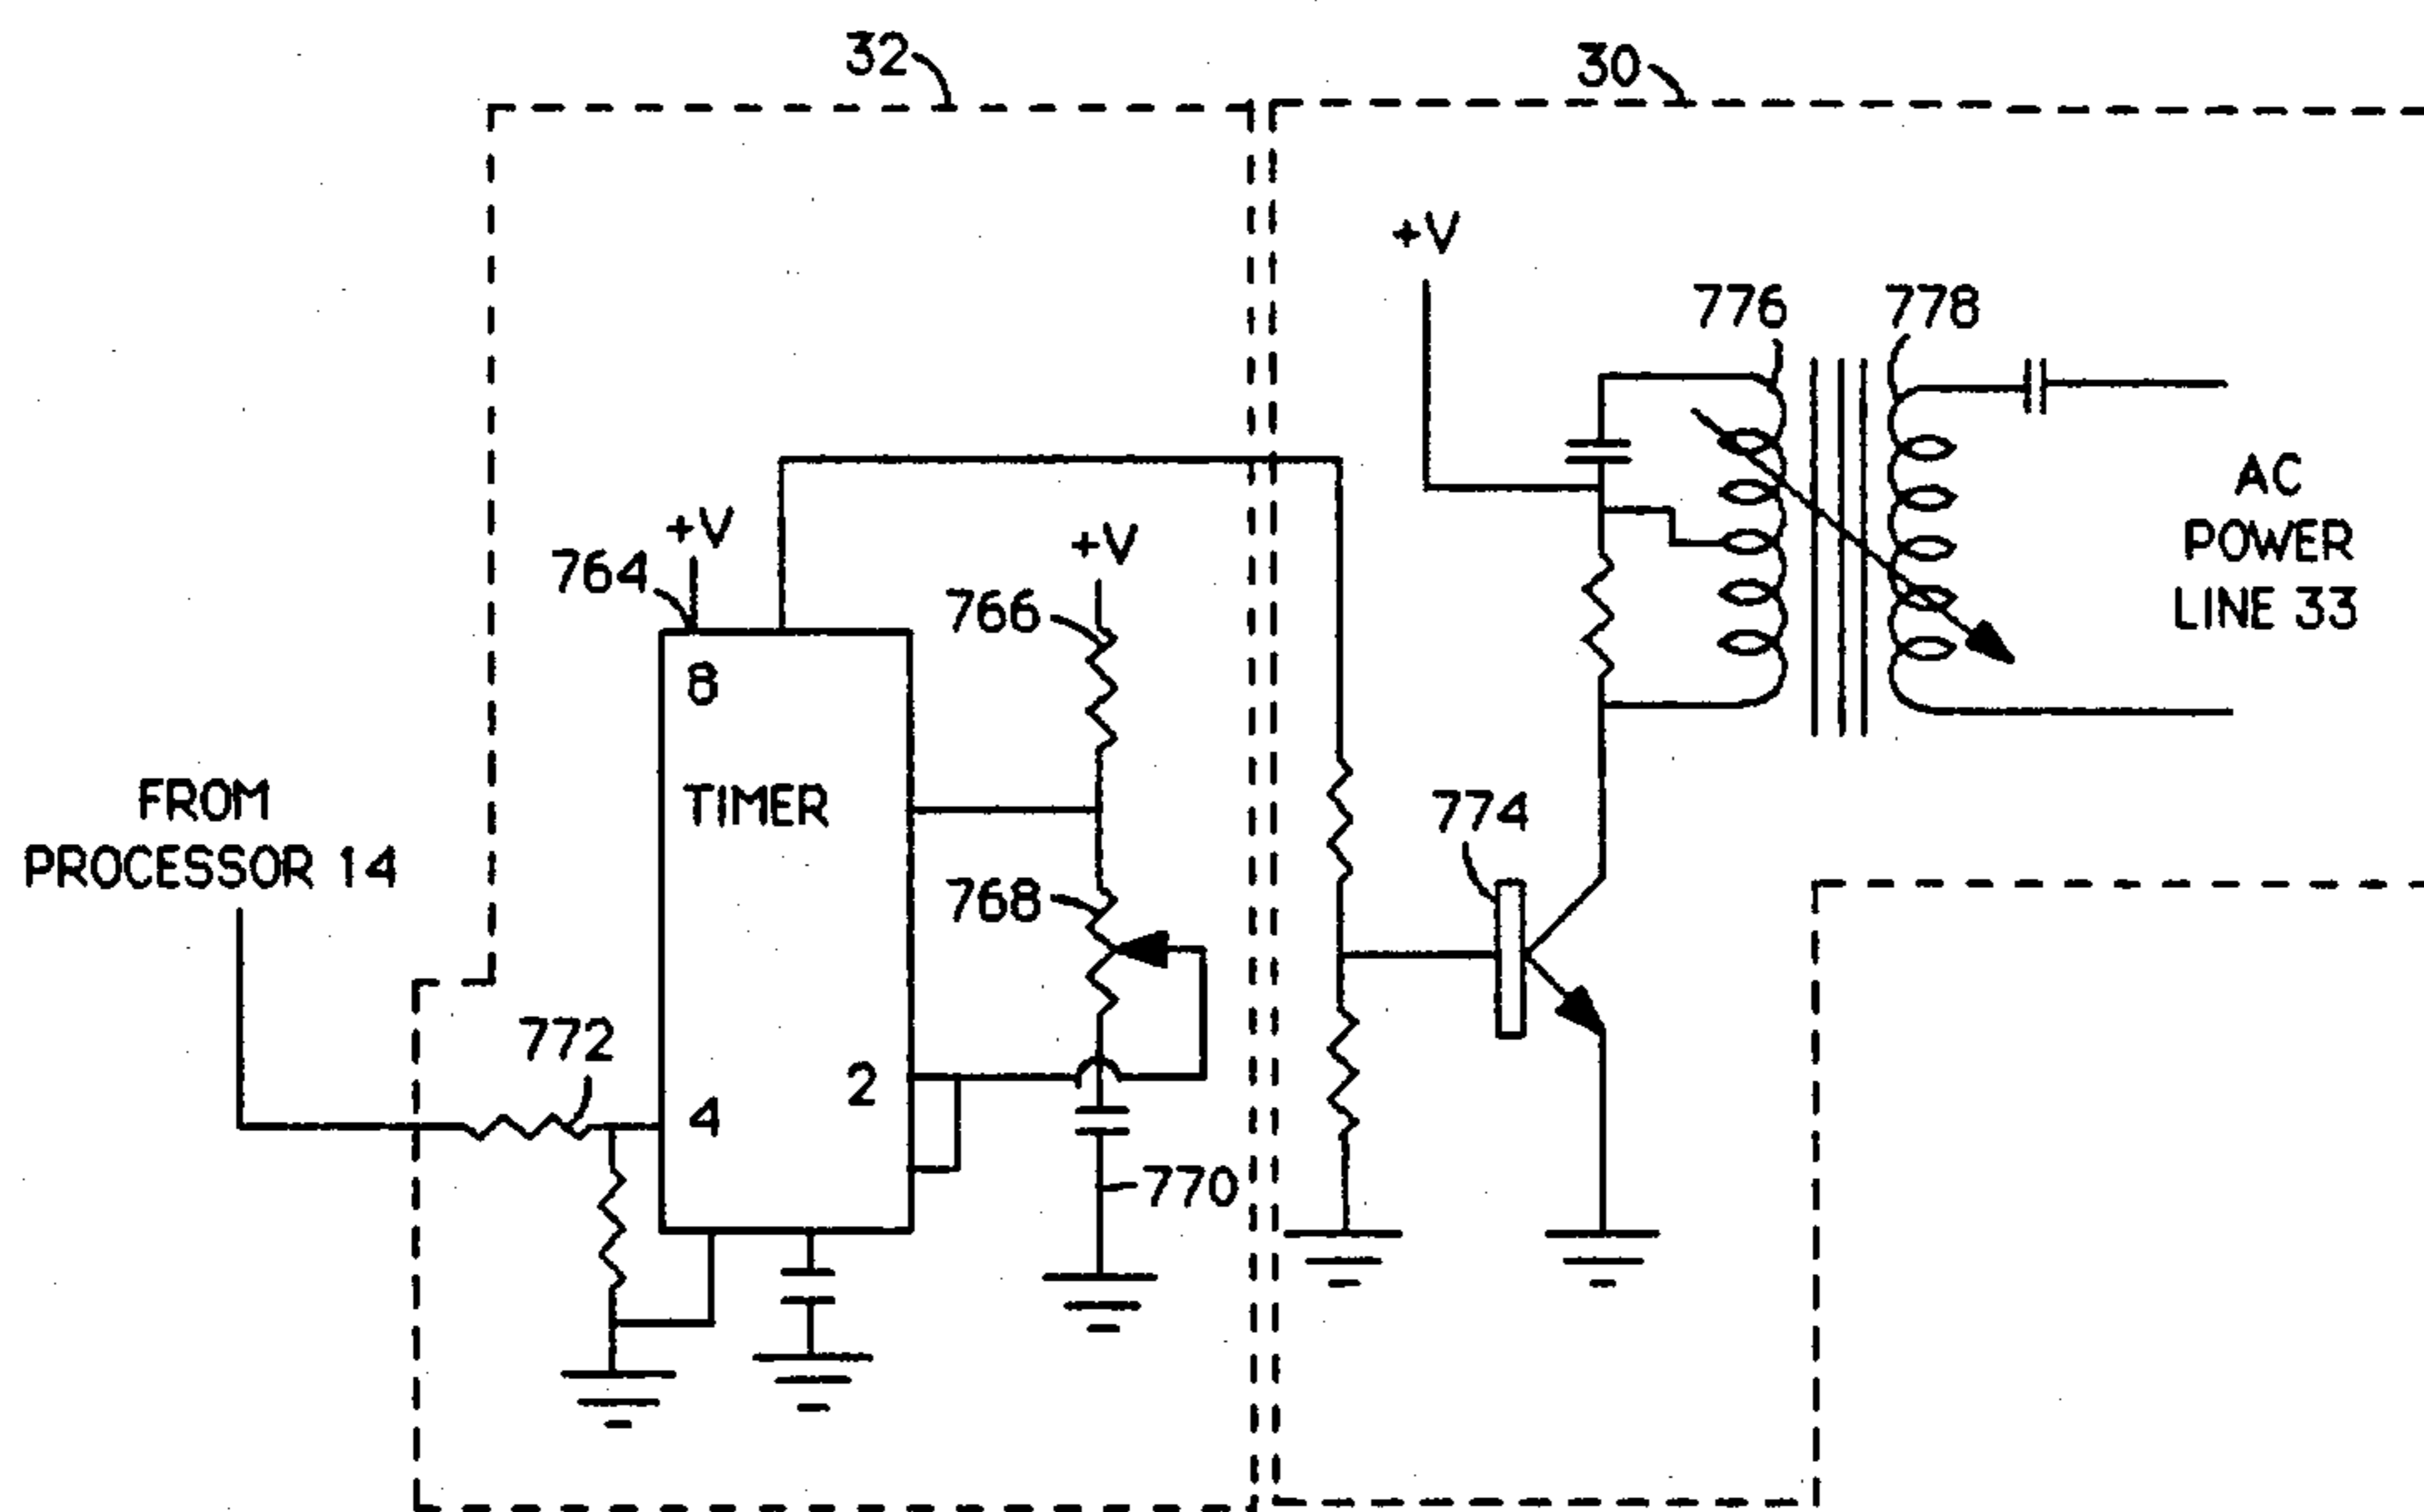 32
30
+V
776
778
AC
POWER
LINE 33
+V
764
+V
766
8
TIMER
FROM
PROCESSOR 14
774
768
772
2
4
770